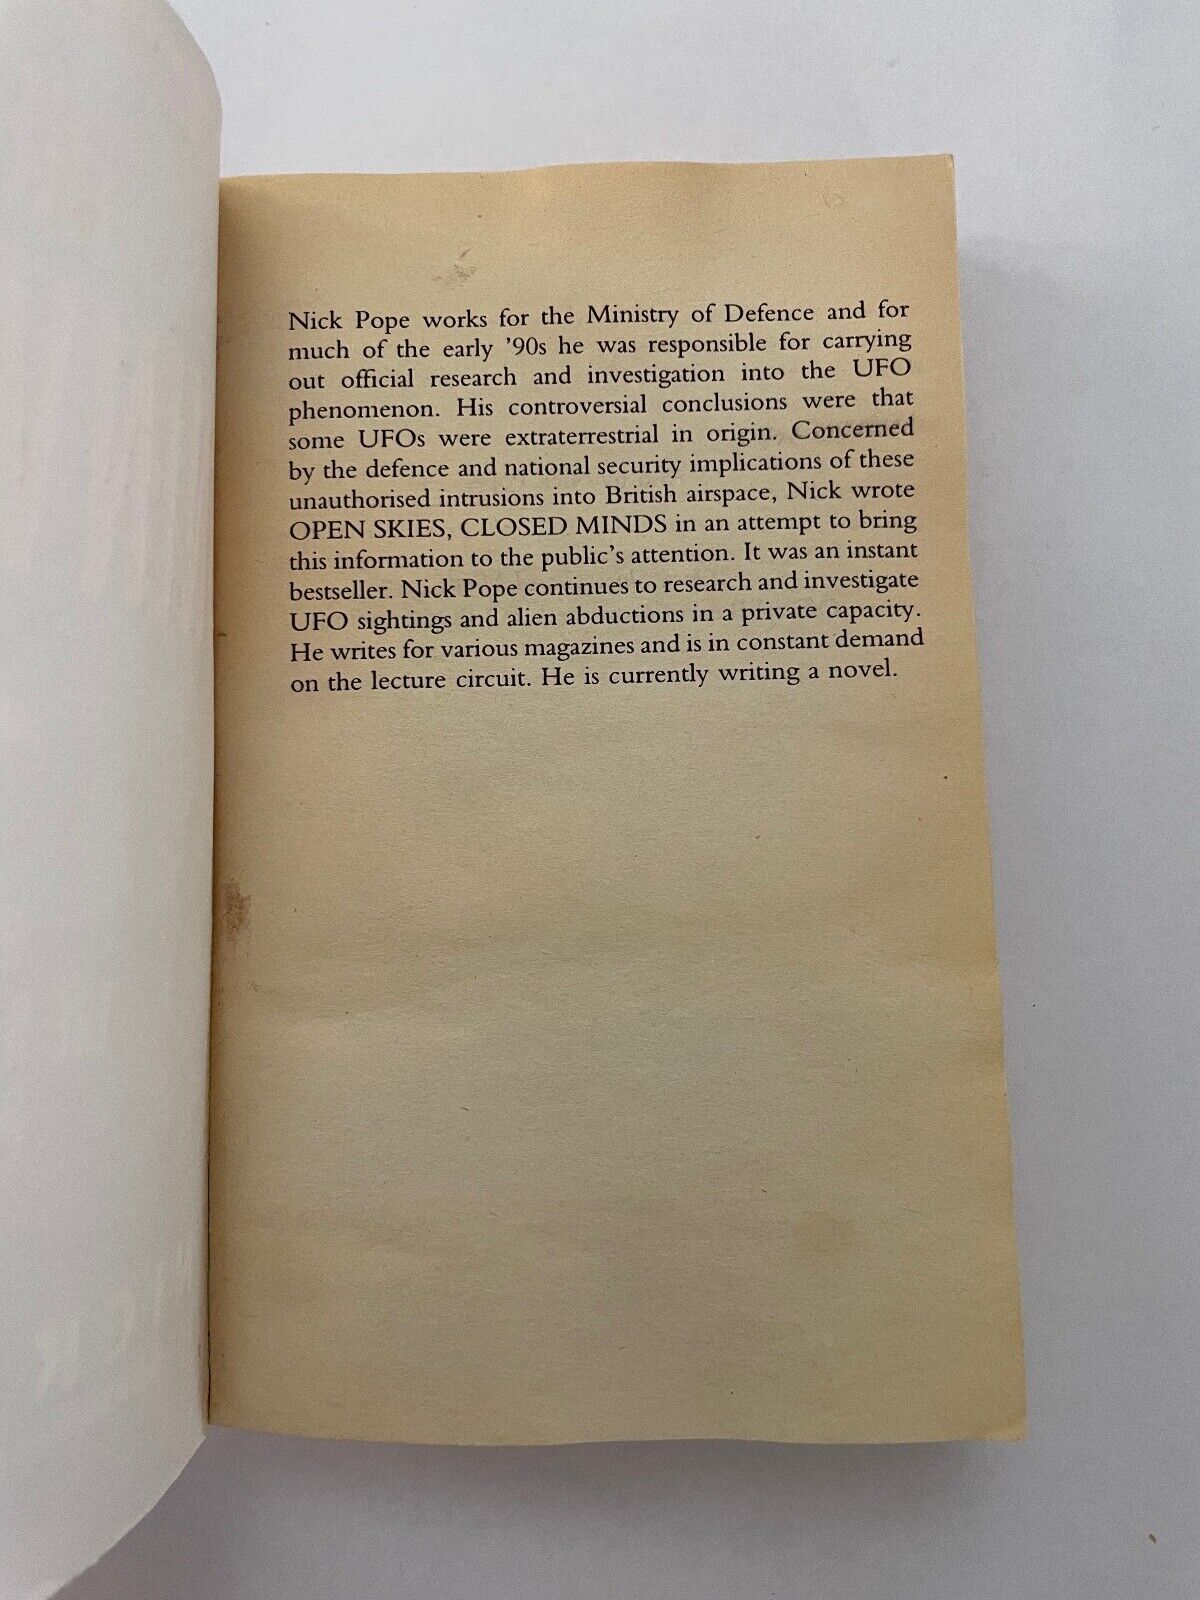 Nick Pope works for the Ministry of Defence and for
much of the early ’90s he was responsible for carrying
out official research and investigation into the UFO
phenomenon. His controversial conclusions were that
some UFOs were extraterrestrial in origin. Concerned
by the defence and national security implications of these
unauthorised intrusions into British airspace, Nick wrote
OPEN SKIES, CLOSED MINDS in an attempt to bring
this information to the public’s attention. It was an instant
bestseller. Nick Pope continues to research and investigate
UFO sightings and alien abductions in a private capacity.
He writes for various magazines and is in constant demand
on the lecture circuit. He is currently writing a novel.